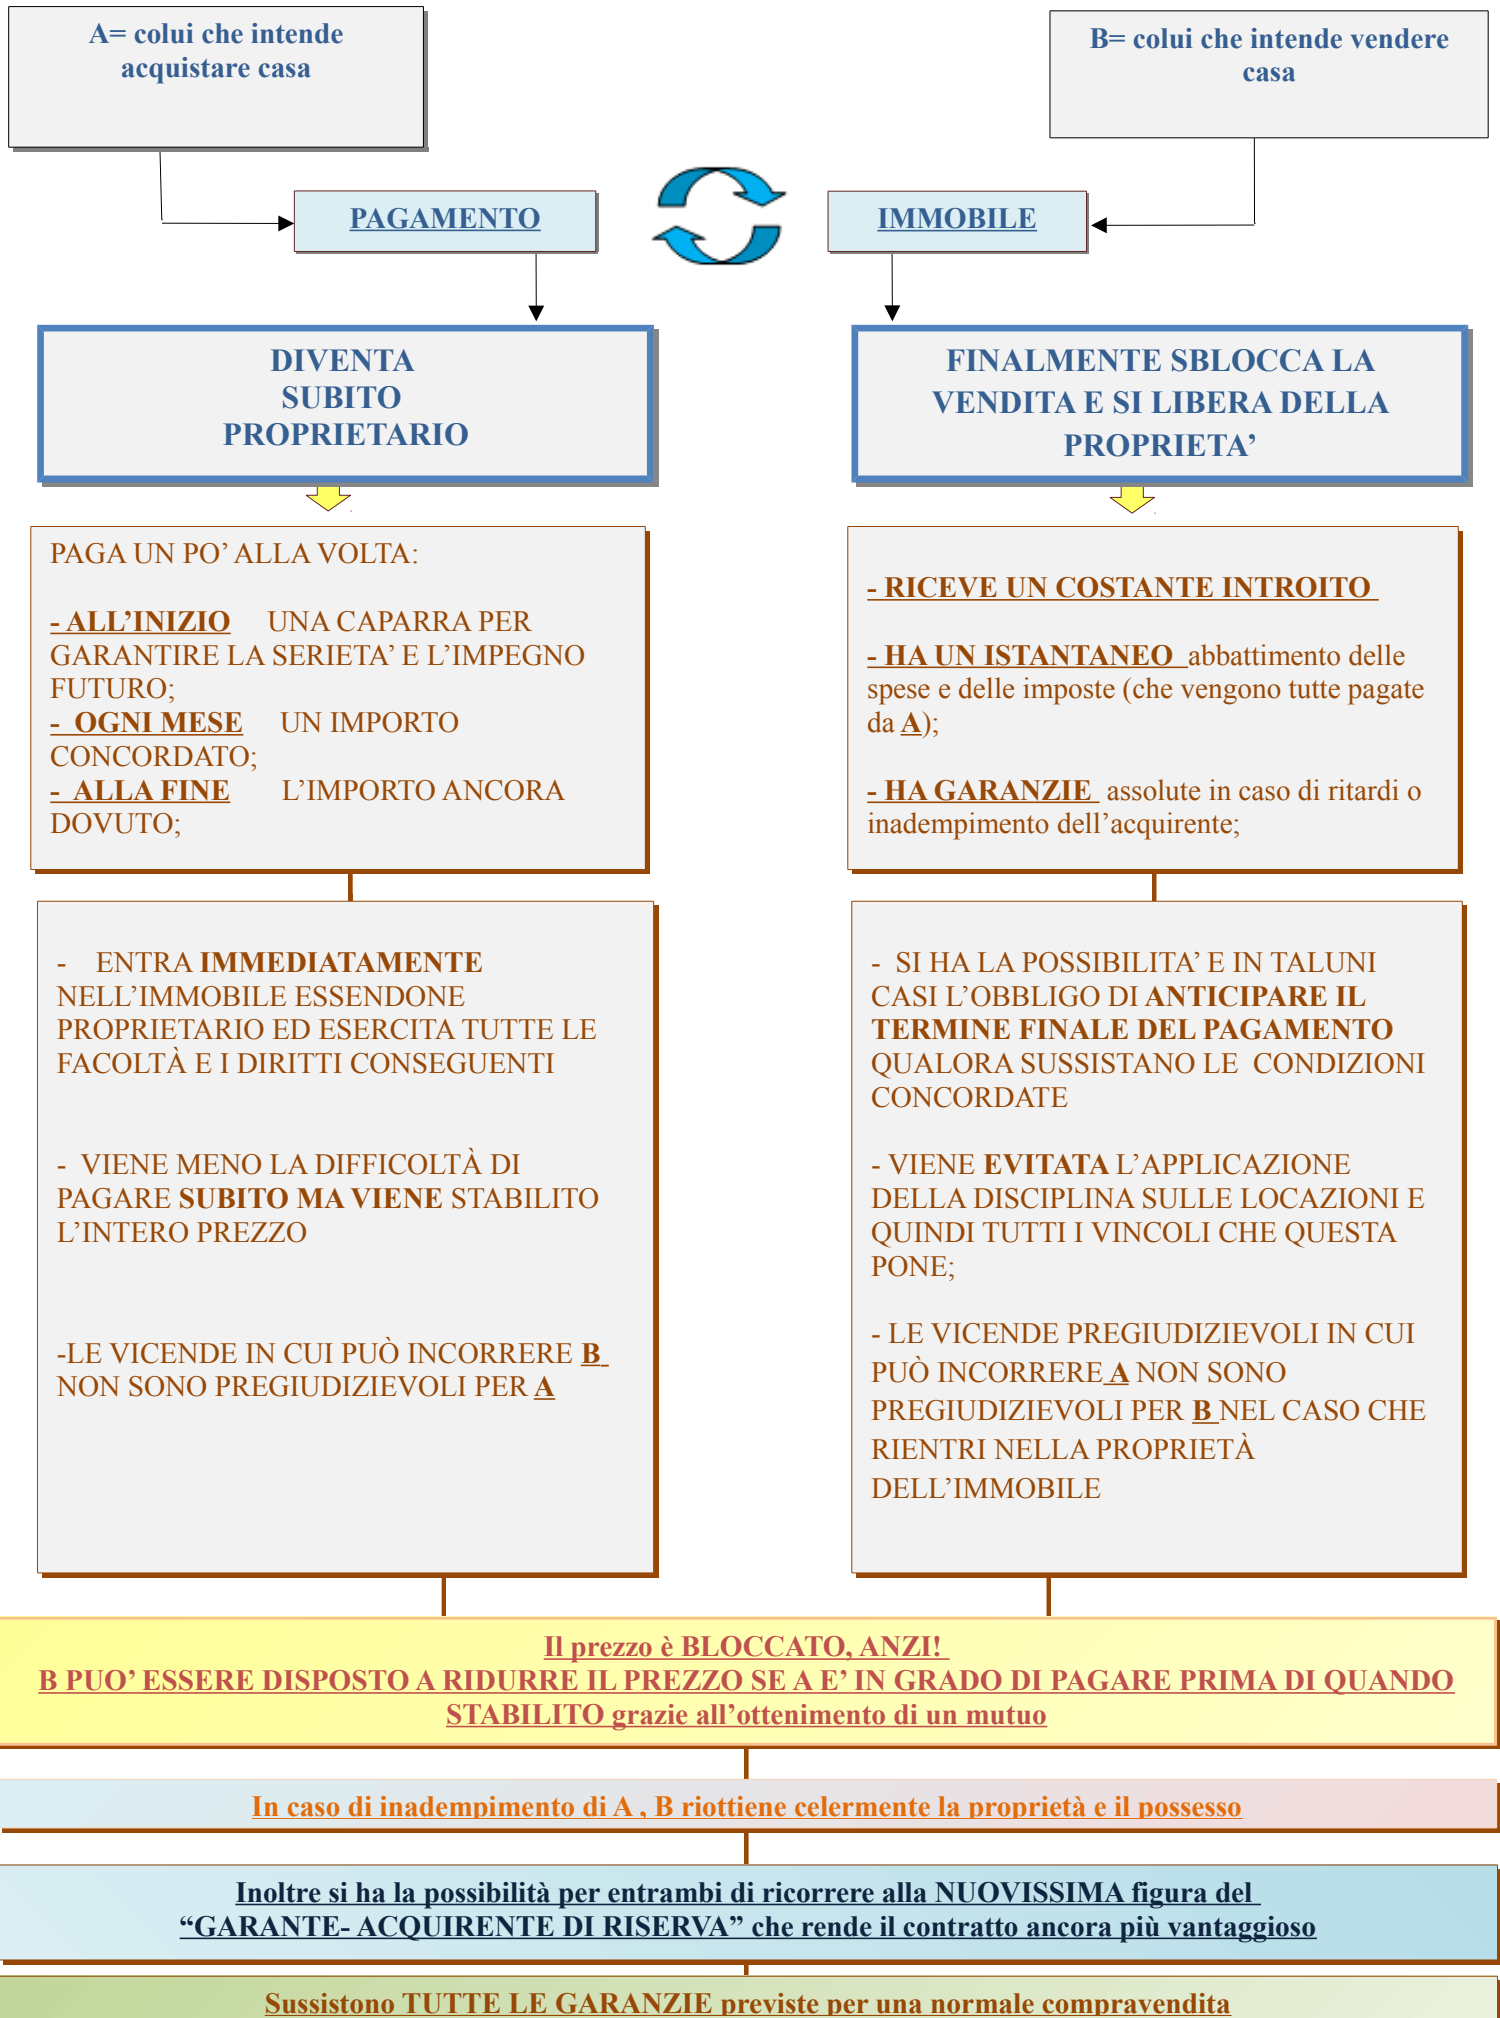 A= colui che intende
acquistare casa
B= colui che intende vendere
casa
PAGAMENTO
IMMOBILE
DIVENTA
SUBITO
PROPRIETARIO
FINALMENTE SBLOCCA LA
VENDITA E SI LIBERA DELLA
PROPRIETA’
PAGA UN PO’ ALLA VOLTA:
- ALL’INIZIO UNA CAPARRA PER
GARANTIRE LA SERIETA’ E L’IMPEGNO
FUTURO;
- OGNI MESE UN IMPORTO
CONCORDATO;
- ALLA FINE L’IMPORTO ANCORA
DOVUTO;
- RICEVE UN COSTANTE INTROITO
- HA UN ISTANTANEO abbattimento delle
spese e delle imposte (che vengono tutte pagate
da A);
- HA GARANZIE assolute in caso di ritardi o
inadempimento dell’acquirente;
- ENTRA IMMEDIATAMENTE
NELL’IMMOBILE ESSENDONE
PROPRIETARIO ED ESERCITA TUTTE LE
FACOLTÀ E I DIRITTI CONSEGUENTI
- VIENE MENO LA DIFFICOLTÀ DI
PAGARE SUBITO MA VIENE STABILITO
L’INTERO PREZZO
-LE VICENDE IN CUI PUÒ INCORRERE B
NON SONO PREGIUDIZIEVOLI PER A
- SI HA LA POSSIBILITA’ E IN TALUNI
CASI L’OBBLIGO DI ANTICIPARE IL
TERMINE FINALE DEL PAGAMENTO
QUALORA SUSSISTANO LE CONDIZIONI
CONCORDATE
- VIENE EVITATA L’APPLICAZIONE
DELLA DISCIPLINA SULLE LOCAZIONI E
QUINDI TUTTI I VINCOLI CHE QUESTA
PONE;
- LE VICENDE PREGIUDIZIEVOLI IN CUI
PUÒ INCORRERE A NON SONO
PREGIUDIZIEVOLI PER B NEL CASO CHE
RIENTRI NELLA PROPRIETÀ
DELL’IMMOBILE
Il prezzo è BLOCCATO, ANZI!
B PUO’ ESSERE DISPOSTO A RIDURRE IL PREZZO SE A E’ IN GRADO DI PAGARE PRIMA DI QUANDO
STABILITO grazie all’ottenimento di un mutuo
In caso di inadempimento di A , B riottiene celermente la proprietà e il possesso
Inoltre si ha la possibilità per entrambi di ricorrere alla NUOVISSIMA figura del
“GARANTE- ACQUIRENTE DI RISERVA” che rende il contratto ancora più vantaggioso
Sussistono TUTTE LE GARANZIE previste per una normale compravendita